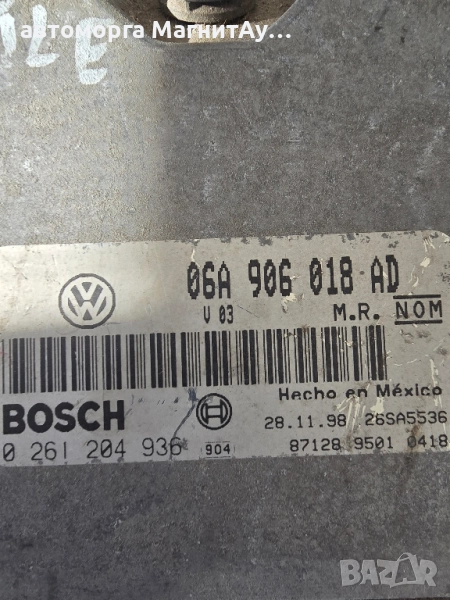 автоморга МагнитАу...
06A 906 018 AD
V 03
M.R. NOM
Hecho en México
BOSCH
28.11.98 26SA5536
0 261 204 936
904
87128 9501 0418
BAZAR